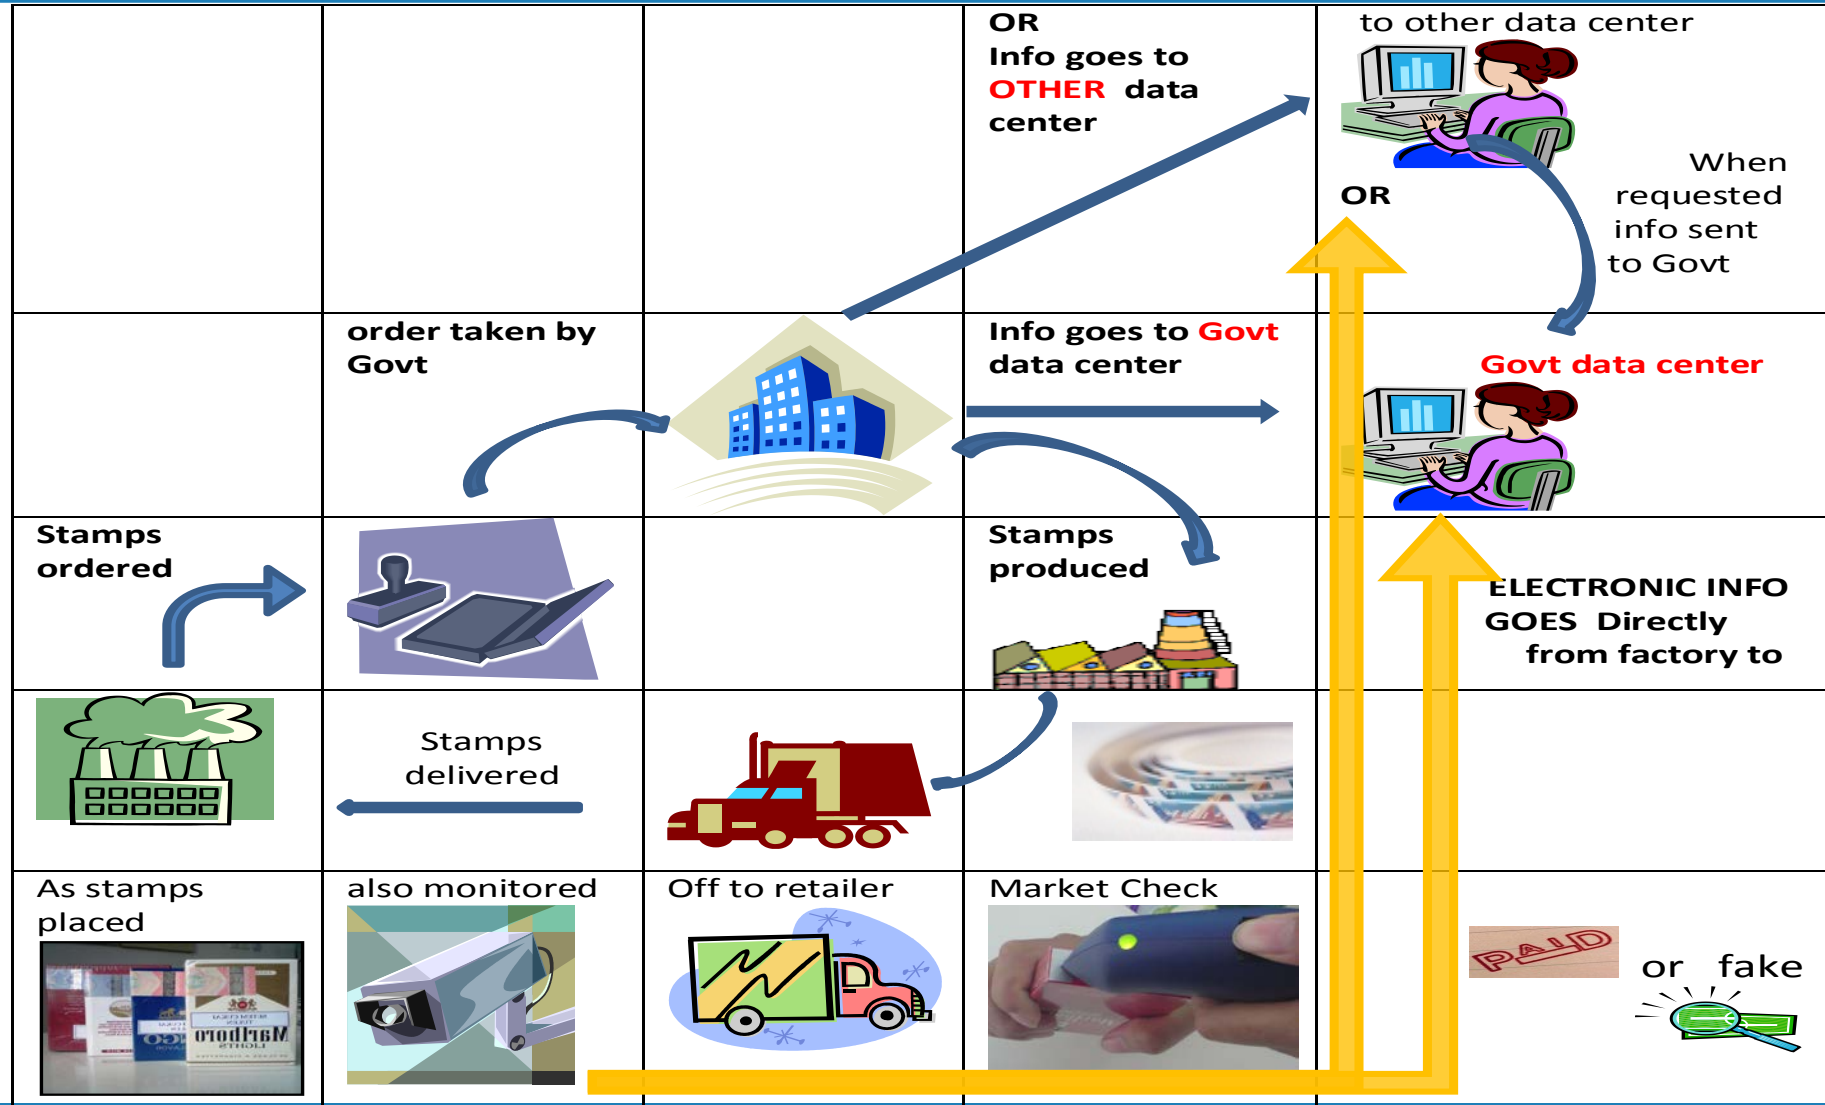 OR
Info goes to
OTHER data
center
to other data center
When
requested
info sent
to Govt
OR
order taken by
Govt
Info goes to Govt
data center
Govt data center
Stamps
ordered
Stamps
produced
ELECTRONIC INFO
GOES Directly
from factory to
Stamps
delivered
As stamps
placed
also monitored
Off to retailer
Market Check
Marlboro
LIGHTS
PAID
or fake